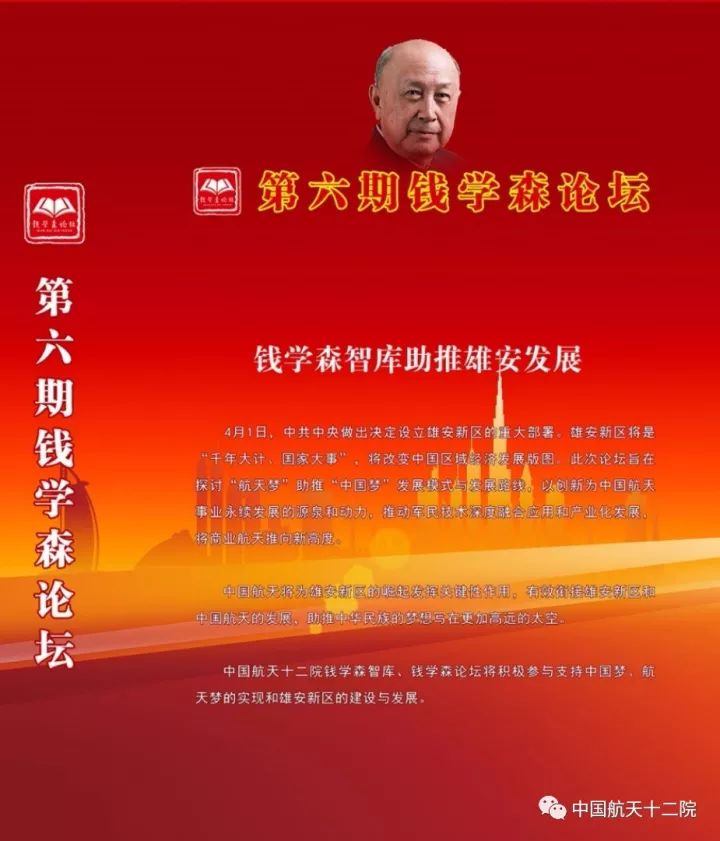 钱学森论坛
第六期钱学森论坛
钱学森论坛
第六期钱学森论坛
钱学森智库助推雄安发展
4月1日，中共中央做出决定设立雄安新区的重大部署。雄安新区将是
“千年大计、国家大事”，将改变中国区域经济发展版图。此次论坛旨在
探讨“航天梦”助推“中国梦”发展模式与发展路线，以创新为中国航天
事业永续发展的源泉和动力，推动军民技术深度融合应用和产业化发展，
将商业航天推向新高度。
中国航天将为雄安新区的崛起发挥关键性作用，有效衔接雄安新区和
中国航天的发展，助推中华民族的梦想写在更加高远的太空。
中国航天十二院钱学森智库、钱学森论坛将积极参与支持中国梦、航
天梦的实现和雄安新区的建设与发展。
中国航天十二院